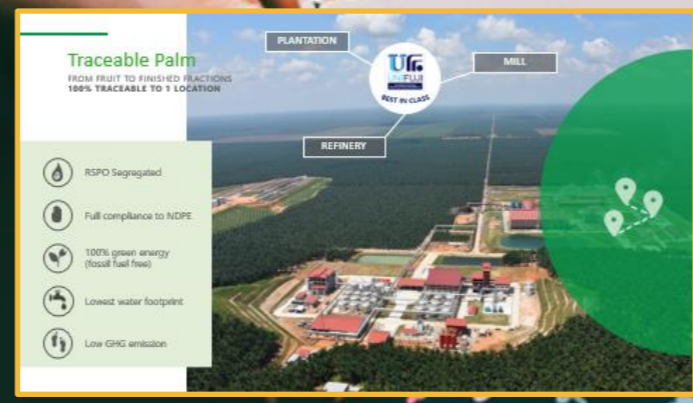 Traceable Palm
FROM FRUIT TO FINISHED FRACTIONS
100% TRACEABLE TO 1 LOCATION
PLANTATION
MILL
UNIFUJI
BEST IN CLASS
REFINERY
RSPO Segregated
Full compliance to NDPE
100% green energy
(fossil fuel free)
Lowest water footprint
Low GHG emission